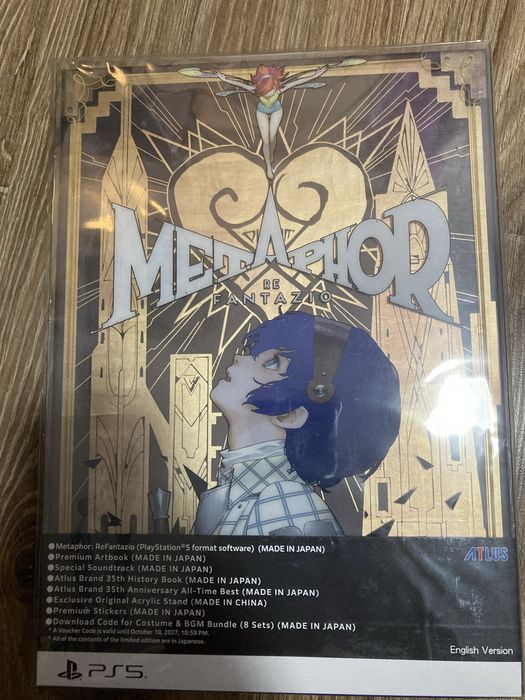 METAPHOR
RE
FANTAZIO
●Metaphor: ReFantazio (PlayStation®5 format software) (MADE IN JAPAN)
●Premium Artbook (MADE IN JAPAN)
●Special Soundtrack (MADE IN JAPAN)
●Atlus Brand 35th History Book (MADE IN JAPAN)
●Atlus Brand 35th Anniversary All-Time Best (MADE IN JAPAN)
●Exclusive Original Acrylic Stand (MADE IN CHINA)
●Premium Stickers (MADE IN JAPAN)
●Download Code for Costume & BGM Bundle (8 Sets) (MADE IN JAPAN)
* A Voucher Code is valid until October 10, 2027, 10:59 PM.
* All of the contents of the limited edition are in Japanese.
ATLUS
English Version
PS5